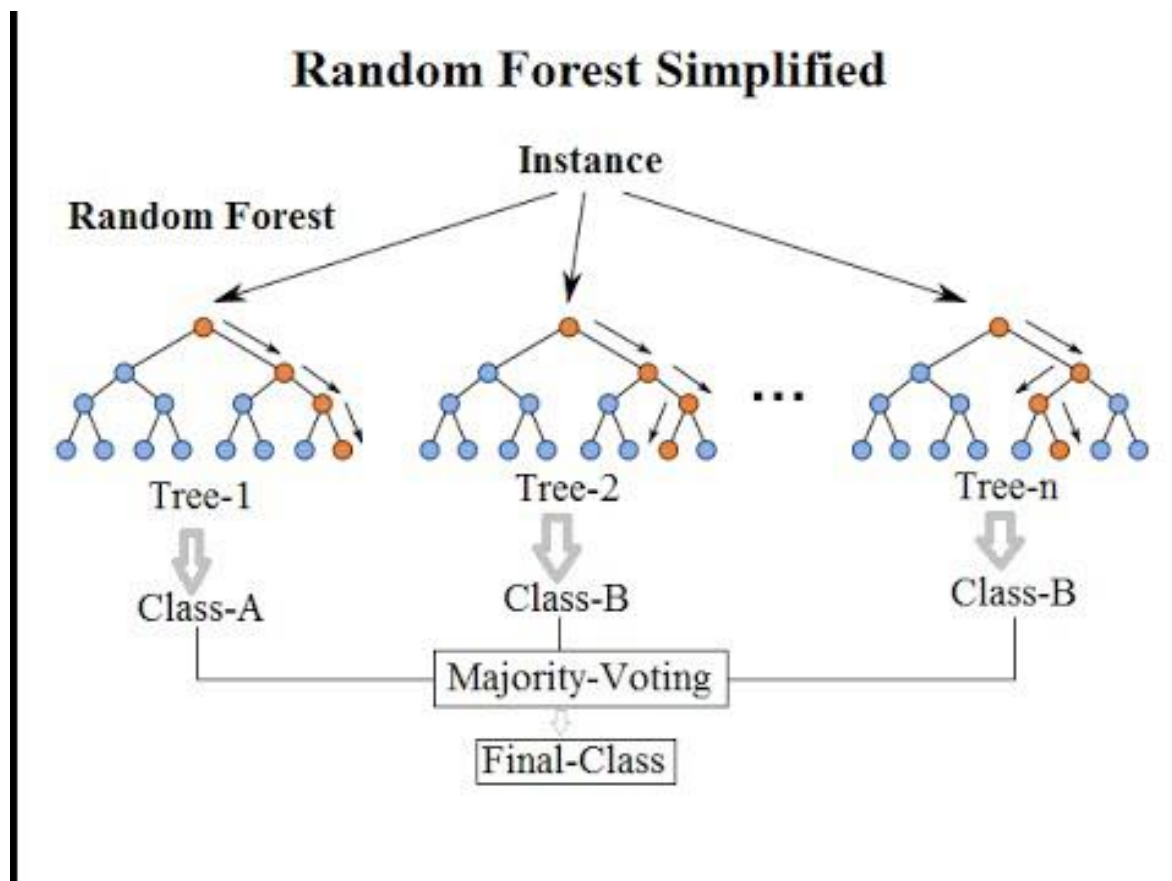 Random Forest Simplified
Instance
Random Forest
...
Tree-1
Tree-2
Tree-n
Class-A
Class-B
Class-B
Majority-Voting
Final-Class